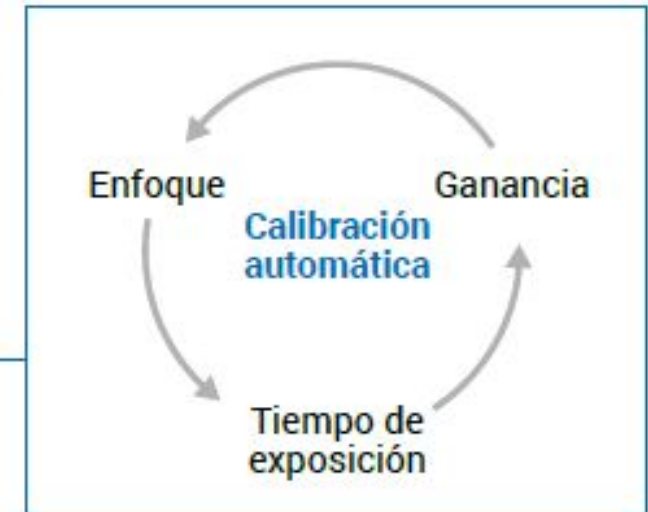 Enfoque
Ganancia
Calibración
automática
Tiempo de
exposición